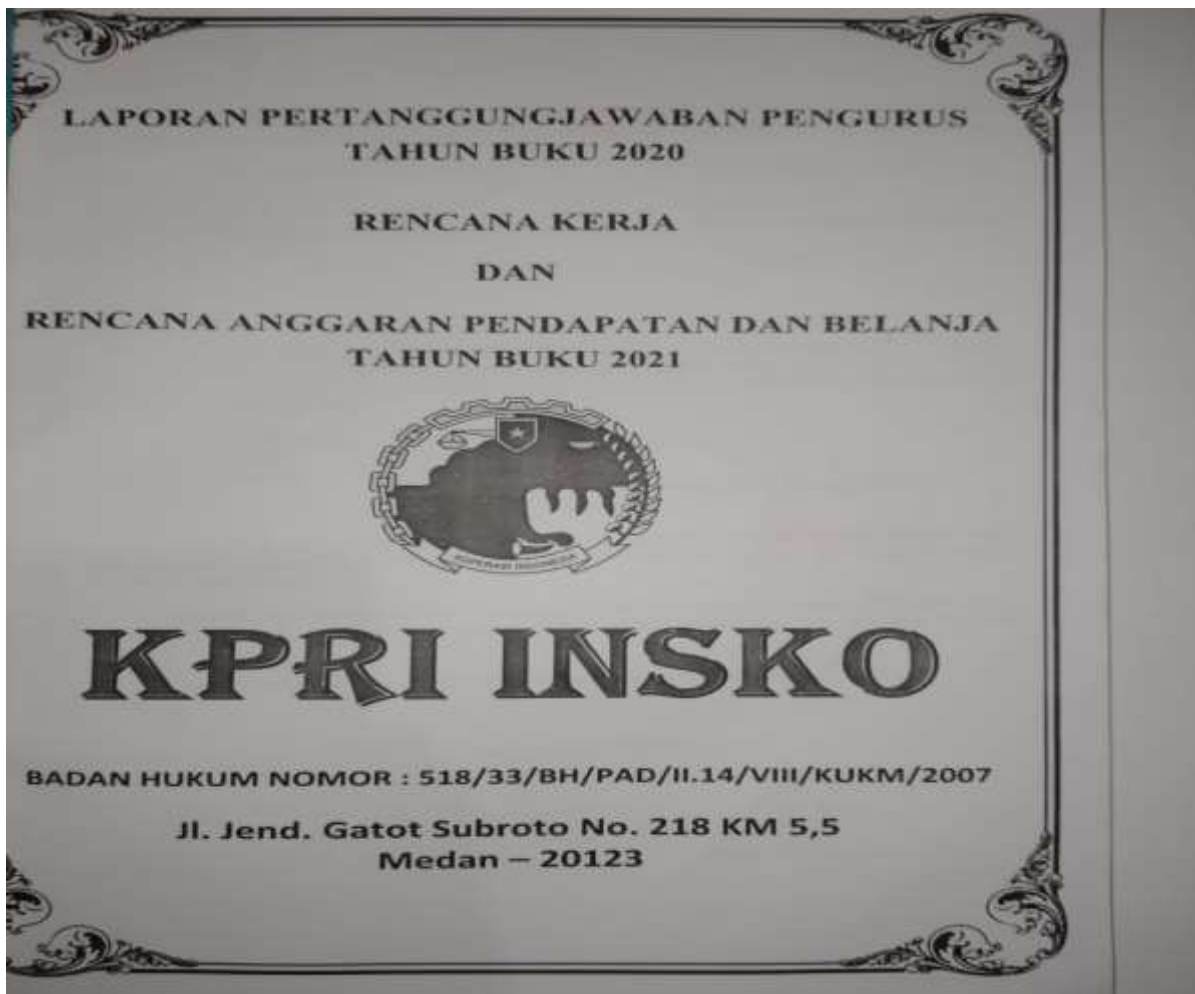 LAPORAN PERTANGGUNGJAWABAN PENGURUS
TAHUN BUKU 2020
RENCANA KERJA
DAN
RENCANA ANGGARAN PENDAPATAN DAN BELANJA
TAHUN BUKU 2021
KOPERASI INDONESIA
KPRI INSKO
BADAN HUKUM NOMOR : 518/33/BH/PAD/II.14/VIII/KUKM/2007
Jl. Jend. Gatot Subroto No. 218 KM 5,5
Medan – 20123